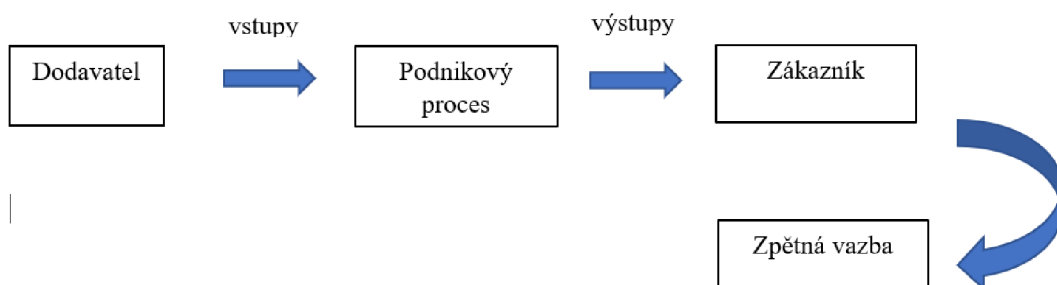 vstupy
výstupy
Dodavatel
Podnikový
proces
Zákazník
Zpětná vazba